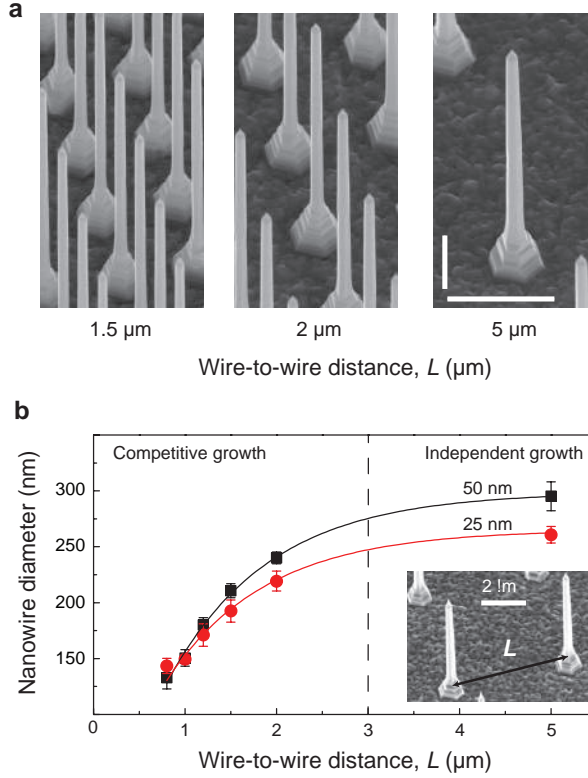 a
1.5 µm
2 µm
5 µm
Wire-to-wire distance, L (µm)
b
Competitive growth
Independent growth
50 nm
25 nm
2 !m
L
Nanowire diameter (nm)
300
250
200
150
100
0
1
2
3
4
5
Wire-to-wire distance, L (µm)